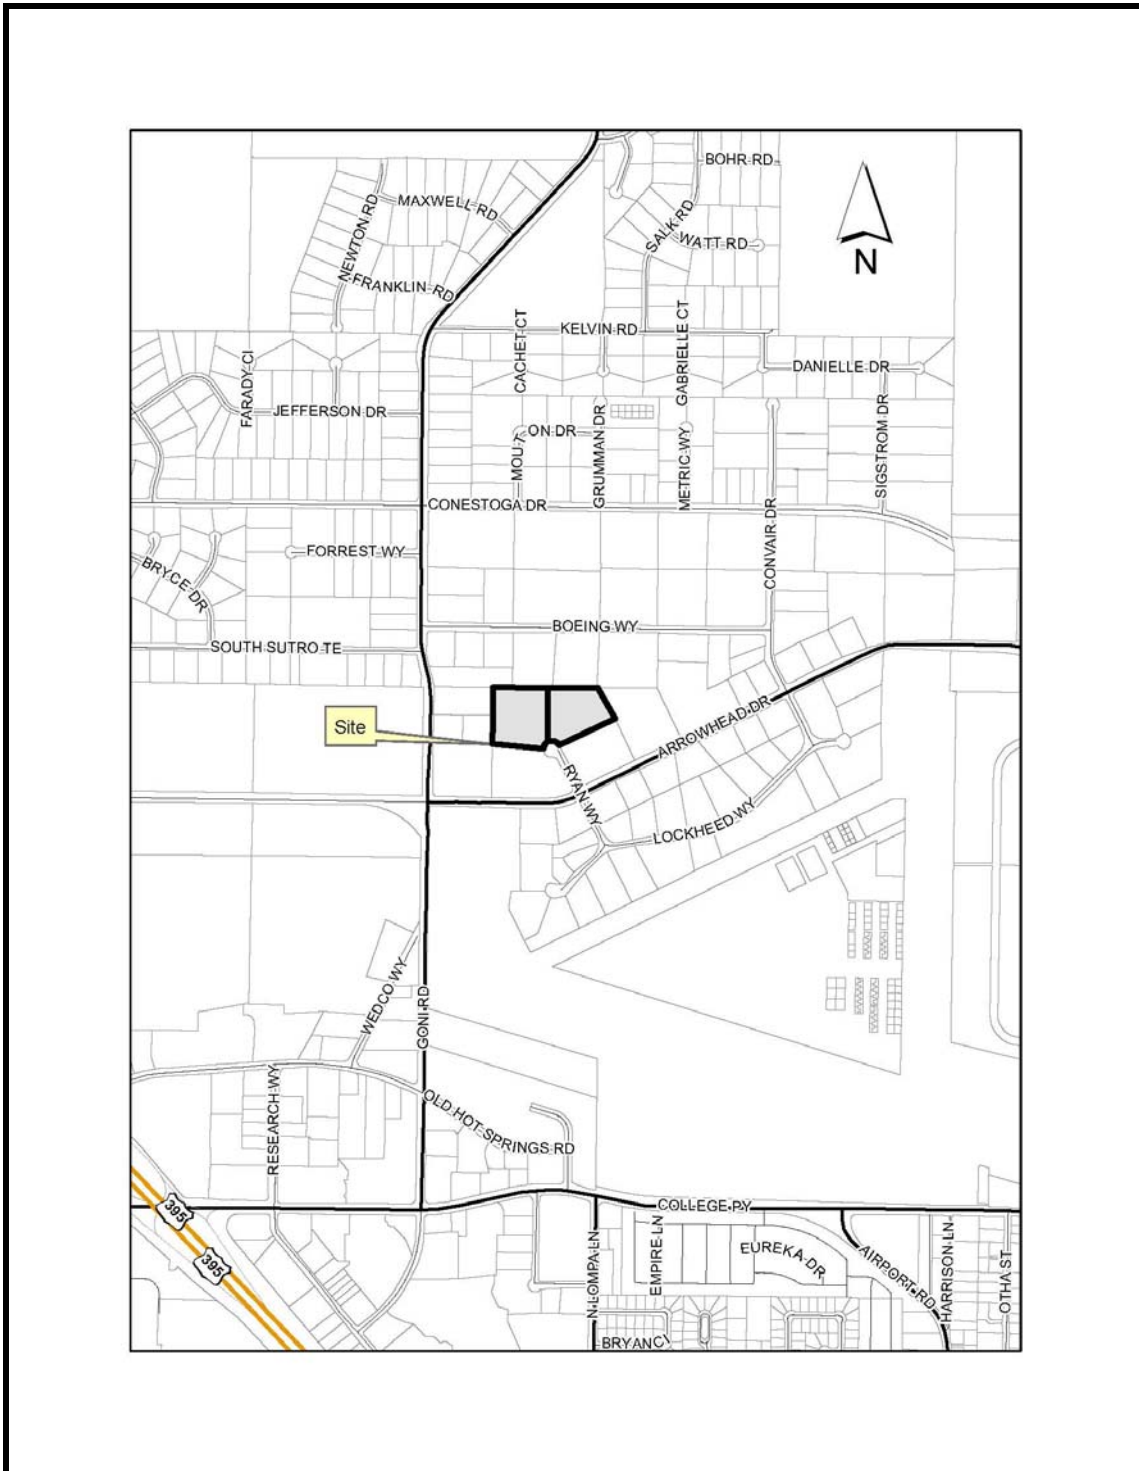 BOHR RD
MAXWELL RD
NEWTON RD
SALK RD
WATT RD
N
FRANKLIN RD
CACHET CT
KELVIN RD
GABRIELLE CT
FARADY CI
DANIELLE DR
JEFFERSON DR
MOUT
ON DR
GRUMMAN DR
METRIC WY
SIGSTROM DR
CONESTOGA DR
CONVAIR DR
FORREST WY
BRYCE DR
BOEING WY
SOUTH SUTRO TE
Site
ARROWHEAD DR
RYAN WY
LOCKHEED WY
WEDCO WY
GONI RD
RESEARCH WY
OLD HOT SPRINGS RD
395
395
COLLEGE PY
N LOMPA LN
EMPIRE LN
EUREKA DR
AIRPORT RD
HARRISON LN
OTHA ST
BRYAN CI